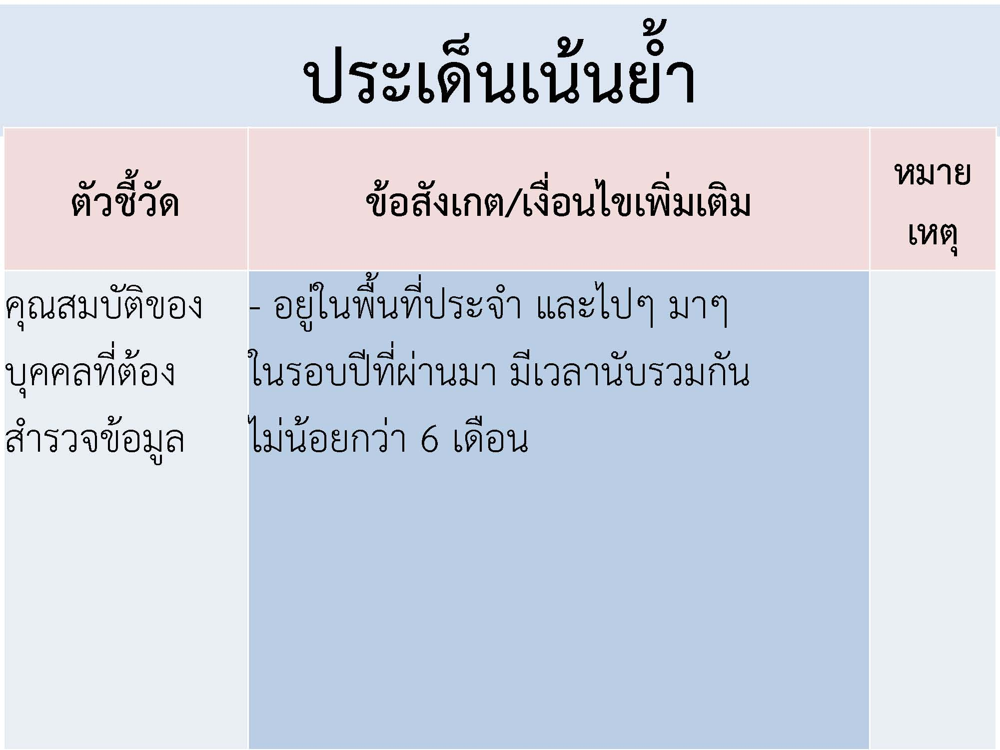 ประเด็นเน้นย้ำ
ตัวชี้วัด
ข้อสังเกต/เงื่อนไขเพิ่มเติม
หมาย
เหตุ
คุณสมบัติของ
บุคคลที่ต้อง
สำรวจข้อมูล
- อยู่ในพื้นที่ประจำ และไปๆ มาๆ
ในรอบปีที่ผ่านมา มีเวลานับรวมกัน
ไม่น้อยกว่า 6 เดือน